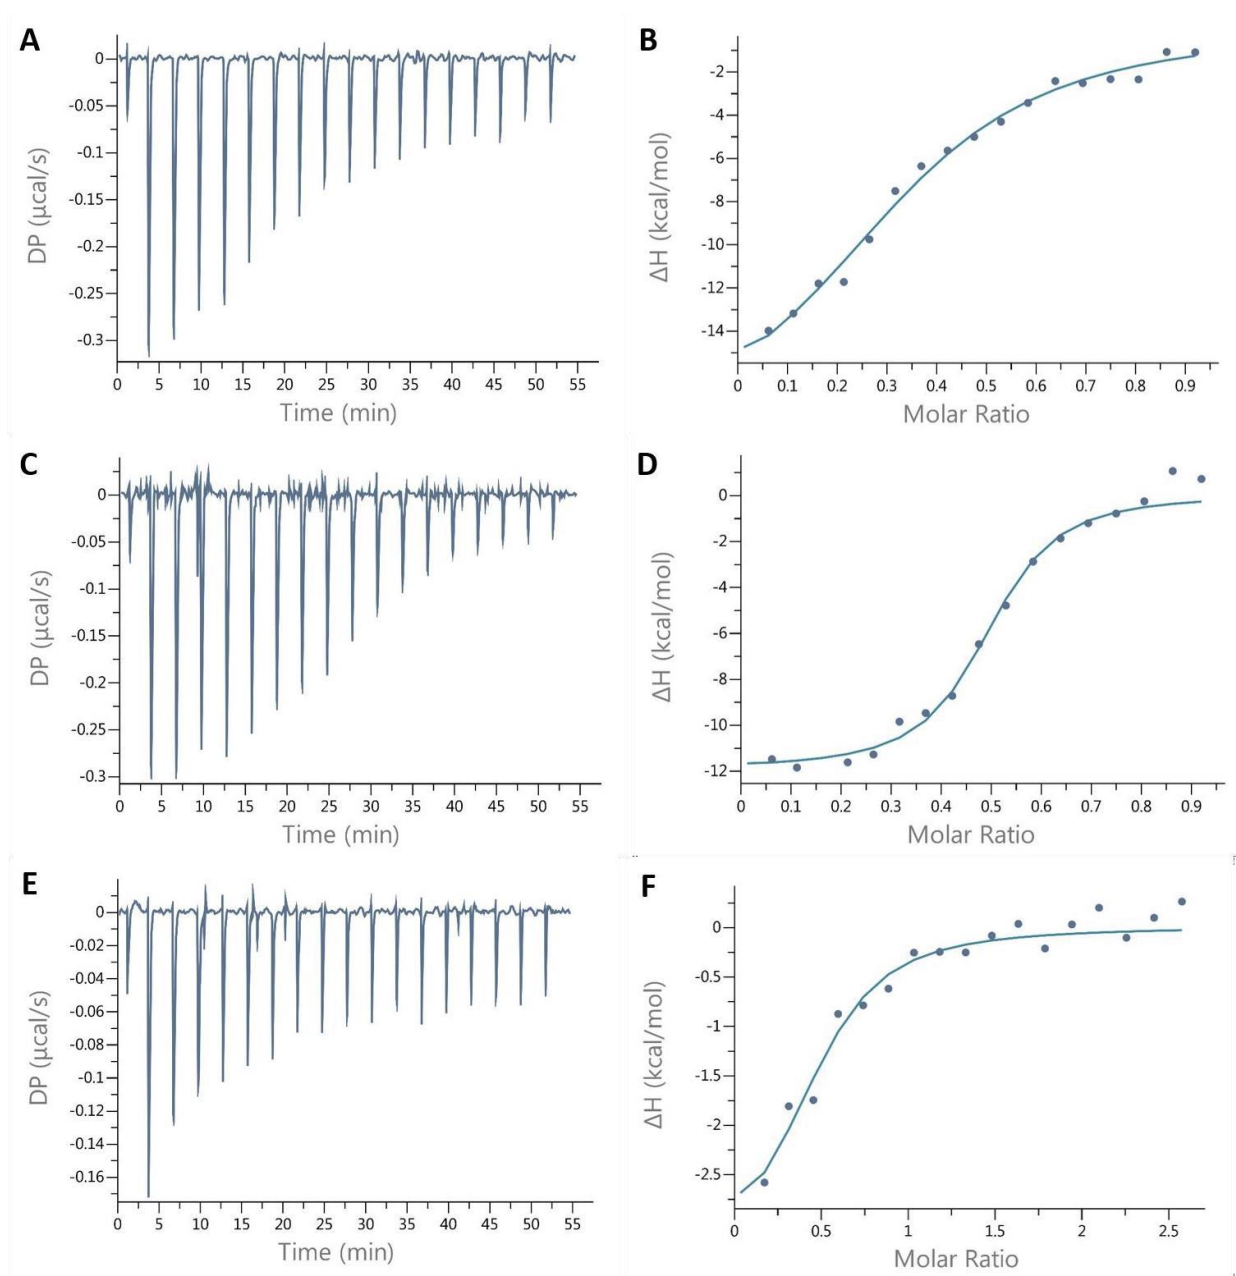 A
0
-0.05
-0.1
-0.15
-0.2
-0.25
-0.3
DP (µcal/s)
0 5 10 15 20 25 30 35 40 45 50 55
Time (min)
B
-2
-4
-6
-8
-10
-12
-14
ΔH (kcal/mol)
0 0.1 0.2 0.3 0.4 0.5 0.6 0.7 0.8 0.9
Molar Ratio
C
0
-0.05
-0.1
-0.15
-0.2
-0.25
-0.3
DP (µcal/s)
0 5 10 15 20 25 30 35 40 45 50 55
Time (min)
D
0
-2
-4
-6
-8
-10
-12
ΔH (kcal/mol)
0 0.1 0.2 0.3 0.4 0.5 0.6 0.7 0.8 0.9
Molar Ratio
E
0
-0.02
-0.04
-0.06
-0.08
-0.1
-0.12
-0.14
-0.16
DP (µcal/s)
0 5 10 15 20 25 30 35 40 45 50 55
Time (min)
F
0
-0.5
-1
-1.5
-2
-2.5
ΔH (kcal/mol)
0 0.5 1 1.5 2 2.5
Molar Ratio